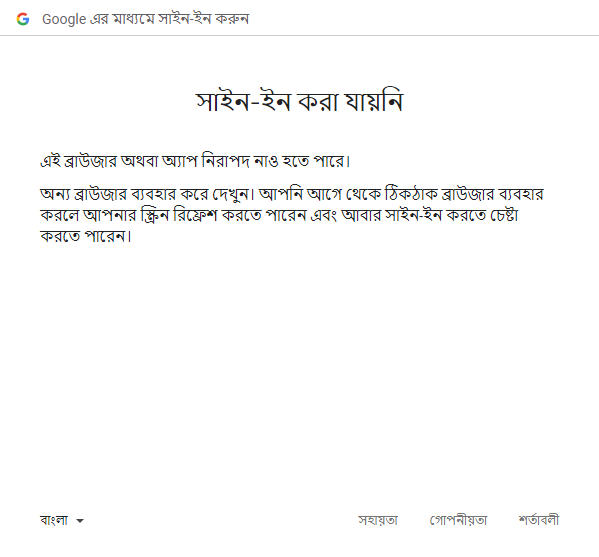 Google এর মাধ্যমে সাইন-ইন করুন
সাইন-ইন করা যায়নি
এই ব্রাউজার অথবা অ্যাপ নিরাপদ নাও হতে পারে।
অন্য ব্রাউজার ব্যবহার করে দেখুন। আপনি আগে থেকে ঠিকঠাক ব্রাউজার ব্যবহার
করলে আপনার স্ক্রিন রিফ্রেশ করতে পারেন এবং আবার সাইন-ইন করতে চেষ্টা
করতে পারেন।
বাংলা সহায়তা গোপনীয়তা শর্তাবলী